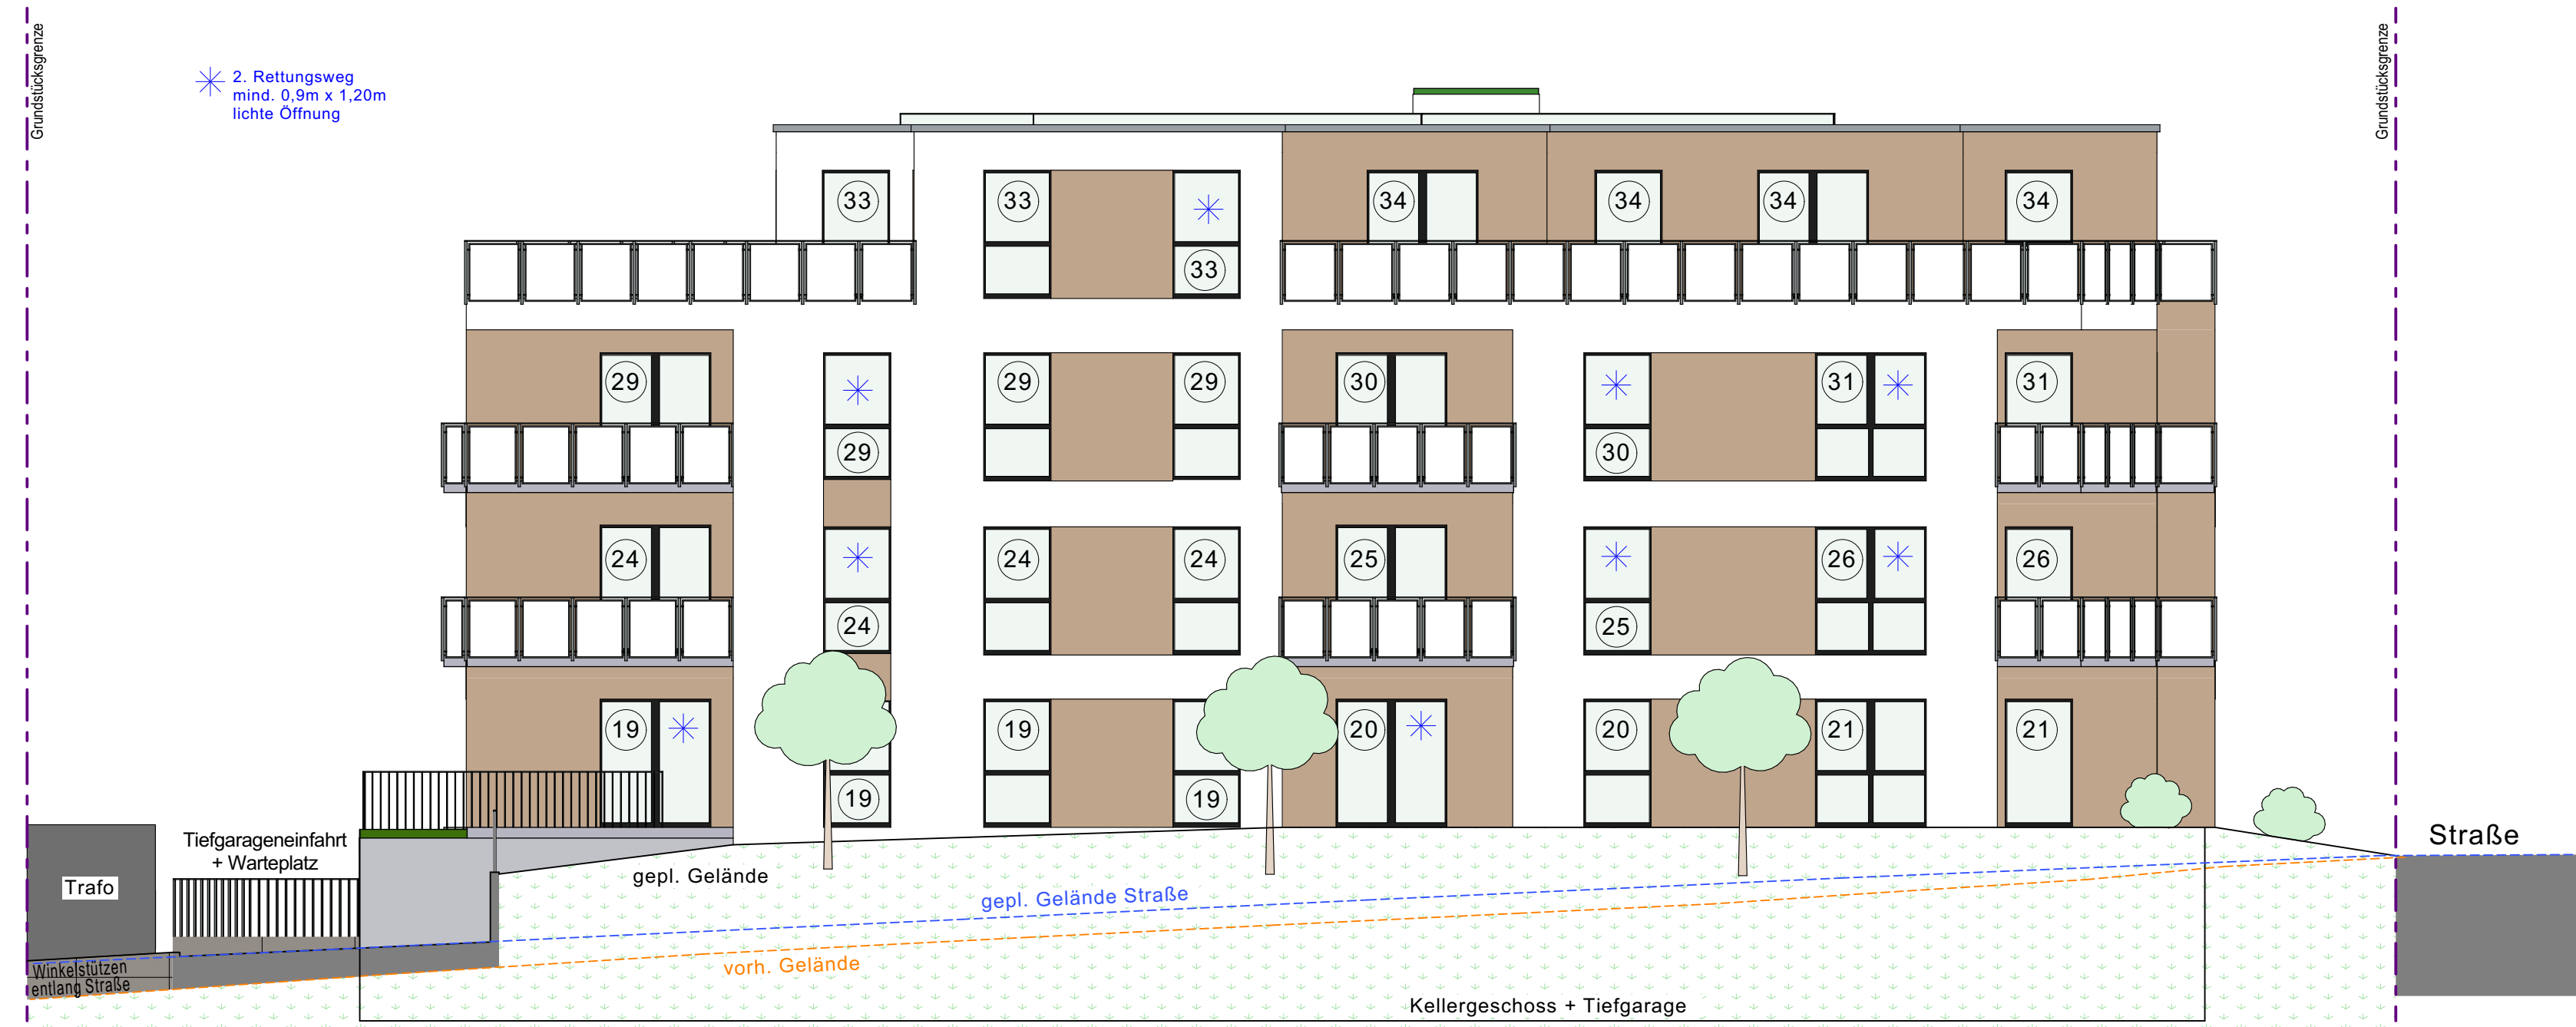 Grundstücksgrenze
Grundstücksgrenze
2. Rettungsweg
mind. 0,9m x 1,20m
lichte Öffnung
33 33 34 34 34 34
33
29 29 29 30 31 31
29 30
24 24 24 25 26 26
24 25
19 19 20 20 21 21
19 19
Tiefgarageneinfahrt
+ Warteplatz
Trafo
Straße
gepl. Gelände
gepl. Gelände Straße
vorh. Gelände
Winkelstützen
entlang Straße
Kellergeschoss + Tiefgarage